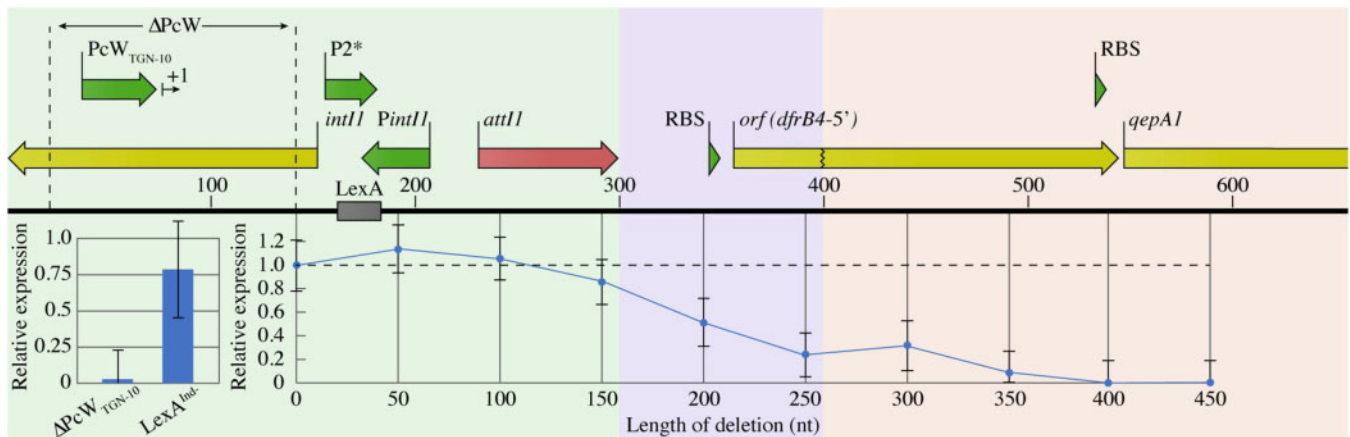 ΔPcW
PcW TGN-10
P2*
RBS
+1
intI1
PintI1
attI1
RBS
orf (dfrB4-5’)
qepA1
100
200
300
400
500
600
LexA
Relative expression
1.0
0.75
0.5
0.25
0
ΔPcW TGN-10
LexA Ind-
Relative expression
1.2
1.0
0.8
0.6
0.4
0.2
0
0 50 100 150 200 250 300 350 400 450
Length of deletion (nt)